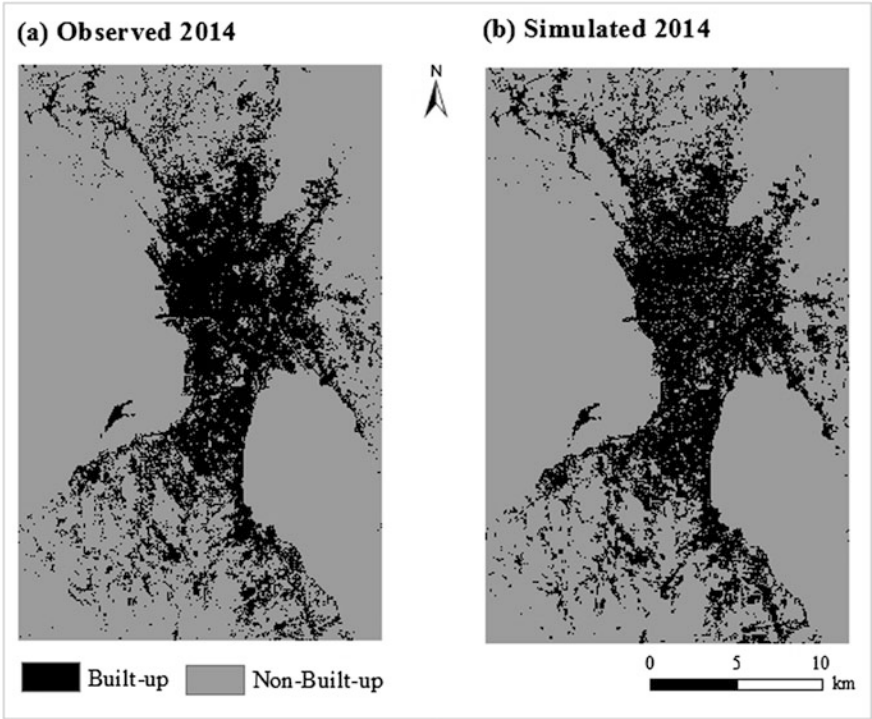 (a) Observed 2014
(b) Simulated 2014
N
Built-up
Non-Built-up
0 5 10
km